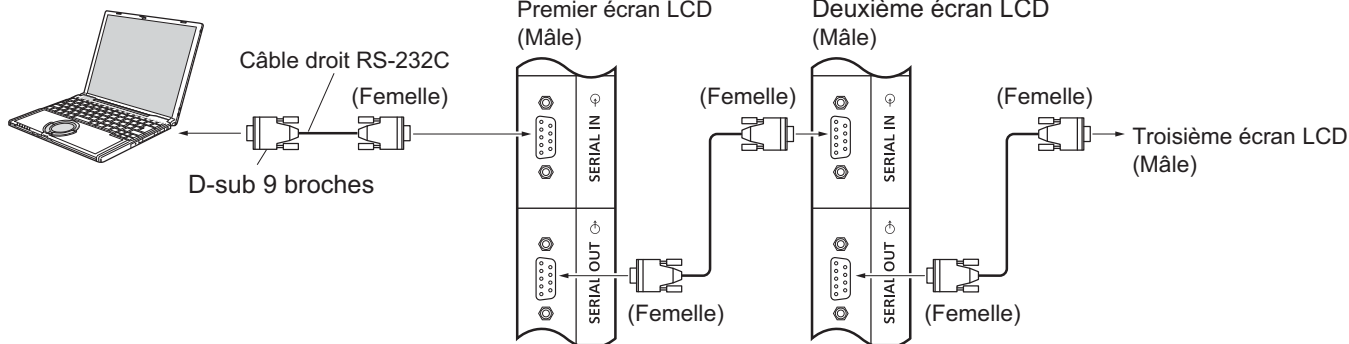 Premier écran LCD
(Mâle)
Deuxième écran LCD
(Mâle)
Câble droit RS-232C
(Femelle)
(Femelle)
(Femelle)
SERIAL IN
SERIAL IN
Troisième écran LCD
(Mâle)
D-sub 9 broches
SERIAL OUT
SERIAL OUT
(Femelle)
(Femelle)